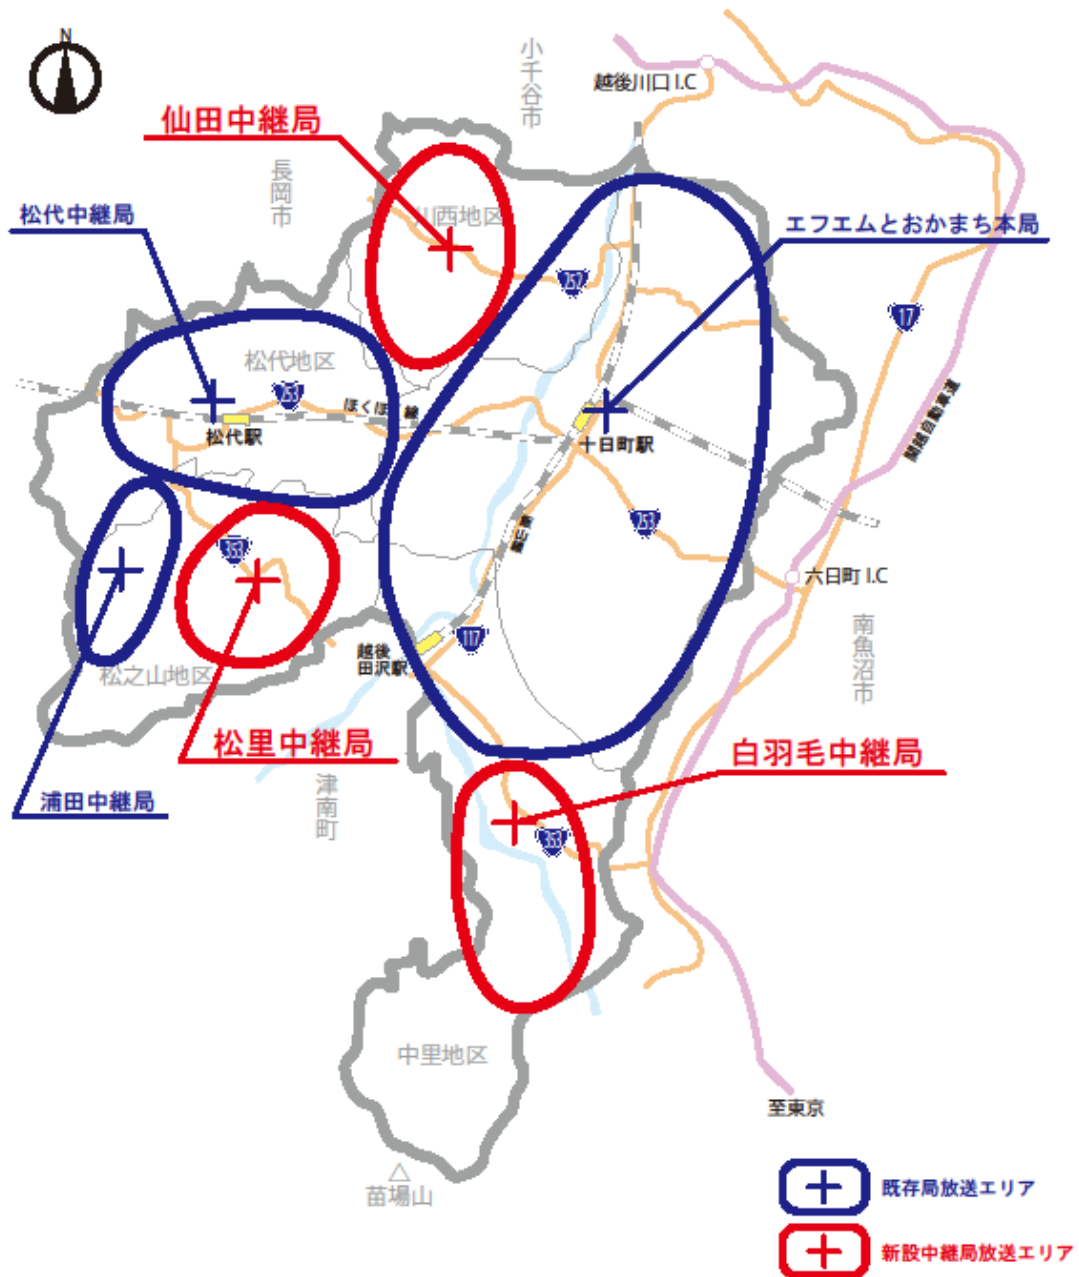 N
小千谷市
越後川口 I.C
仙田中継局
長岡市
松代中継局
川西地区
エフエムとおかまち本局
252
17
松代地区
253
ほくほく線
関越自動車道
松代駅
十日町駅
253
353
飯山線
六日町 I.C
117
南魚沼市
越後
田沢駅
松之山地区
松里中継局
白羽毛中継局
浦田中継局
津南町
353
中里地区
至東京
苗場山
既存局放送エリア
新設中継局放送エリア